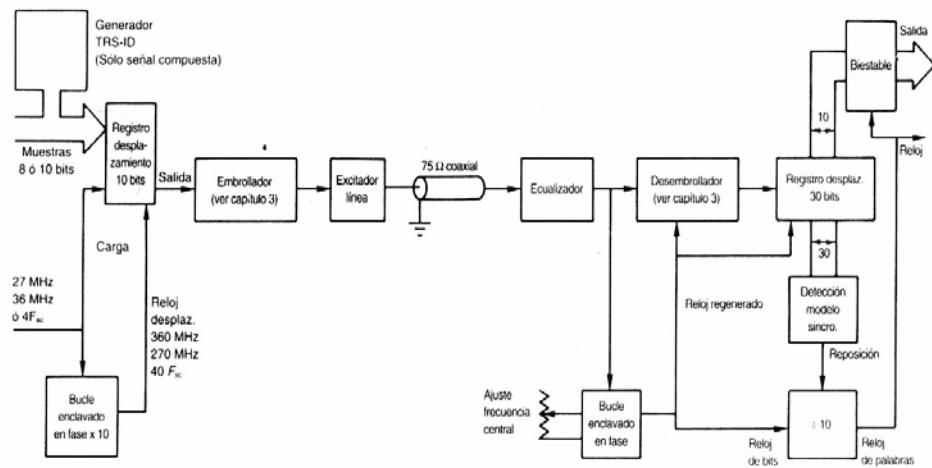 Generador
TRS-ID
(Sólo señal compuesta)
Muestras
8 ó 10 bits
Registro
despla-
zamiento
10 bits
Salida
Embrollador
(ver capítulo 3)
Excitador
línea
75 Ω coaxial
Ecualizador
Desembrollador
(ver capítulo 3)
Registro desplaz.
30 bits
10
Biestable
Salida
Reloj
30
Detección
modelo
sincro.
Reposición
÷ 10
Reloj
de bits
Reloj
de palabras
Reloj regenerado
Ajuste
frecuencia
central
Bucle
enclavado
en fase
Carga
27 MHz
36 MHz
ó 4Fsc
Reloj
desplaz.
360 MHz
270 MHz
40 Fsc
Bucle
enclavado
en fase x 10